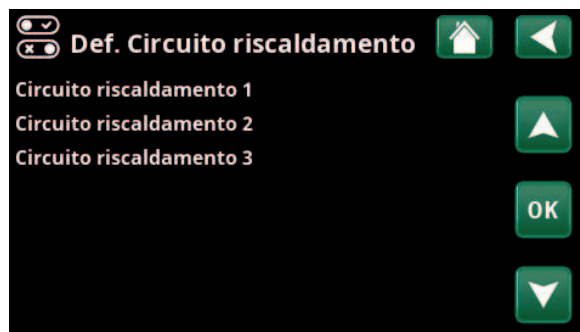 Def. Circuito riscaldamento
Circuito riscaldamento 1
Circuito riscaldamento 2
Circuito riscaldamento 3
OK